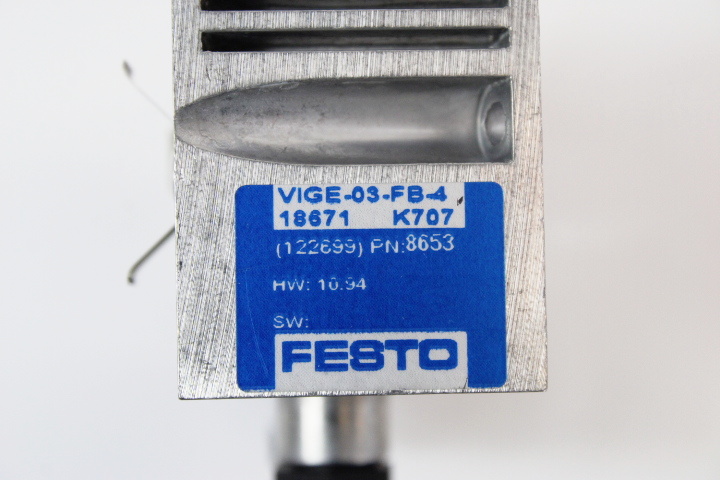 VIGE-03-FB-4
18671 K707
(122699) PN:8653
HW: 10.94
SW:
FESTO